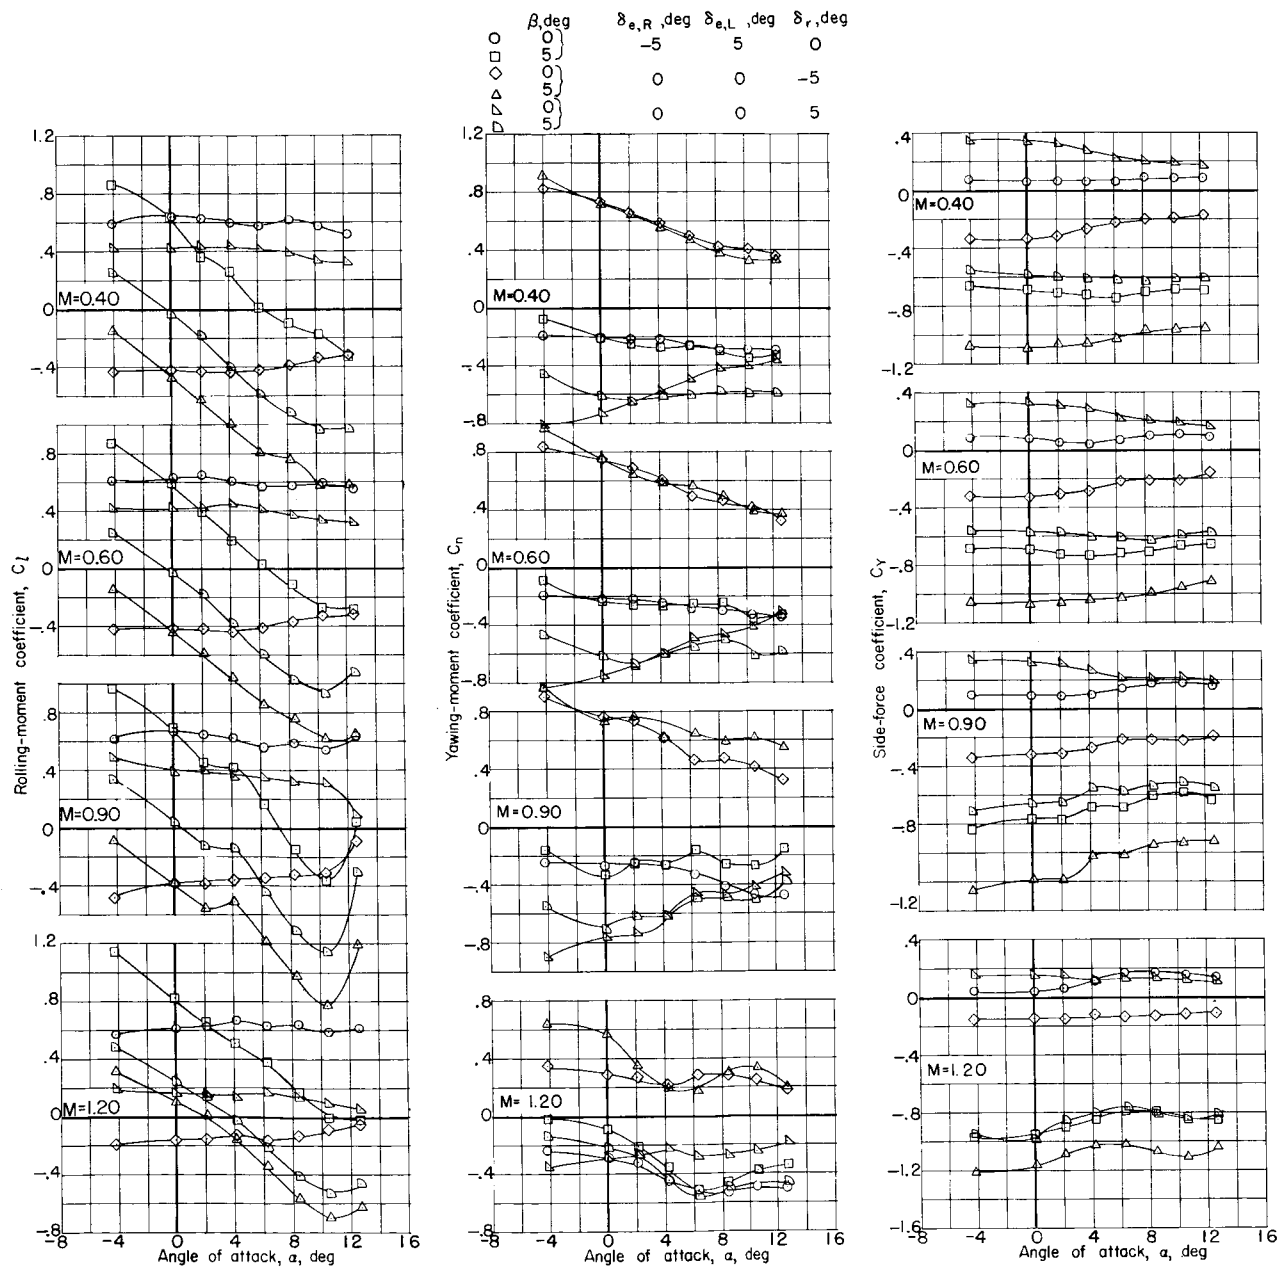 β,deg δe,R ,deg δe,L ,deg δr,deg
0 -5 5 0
5
0 0 0 -5
5
0 0 0 5
5
1.2
.8
.4
0
-.4
.8
.4
0
-.4
.8
.4
0
-.4
1.2
.8
.4
0
-.4
-.8
M=0.40
M=0.60
M=0.90
M=1.20
Rolling-moment coefficient, Cl
-8 -4 0 4 8 12 16
Angle of attack, α, deg
1.2
.8
.4
0
-.4
-.8
.8
.4
0
-.4
-.8
.8
.4
0
-.4
-.8
.8
.4
0
-.4
-.8
M=0.40
M=0.60
M=0.90
M=1.20
Yawing-moment coefficient, Cn
-8 -4 0 4 8 12 16
Angle of attack, α, deg
.4
0
-.4
-.8
-1.2
.4
0
-.4
-.8
-1.2
.4
0
-.4
-.8
-1.2
.4
0
-.4
-.8
-1.2
-1.6
M=0.40
M=0.60
M=0.90
M=1.20
Side-force coefficient, CY
-8 -4 0 4 8 12 16
Angle of attack, α, deg